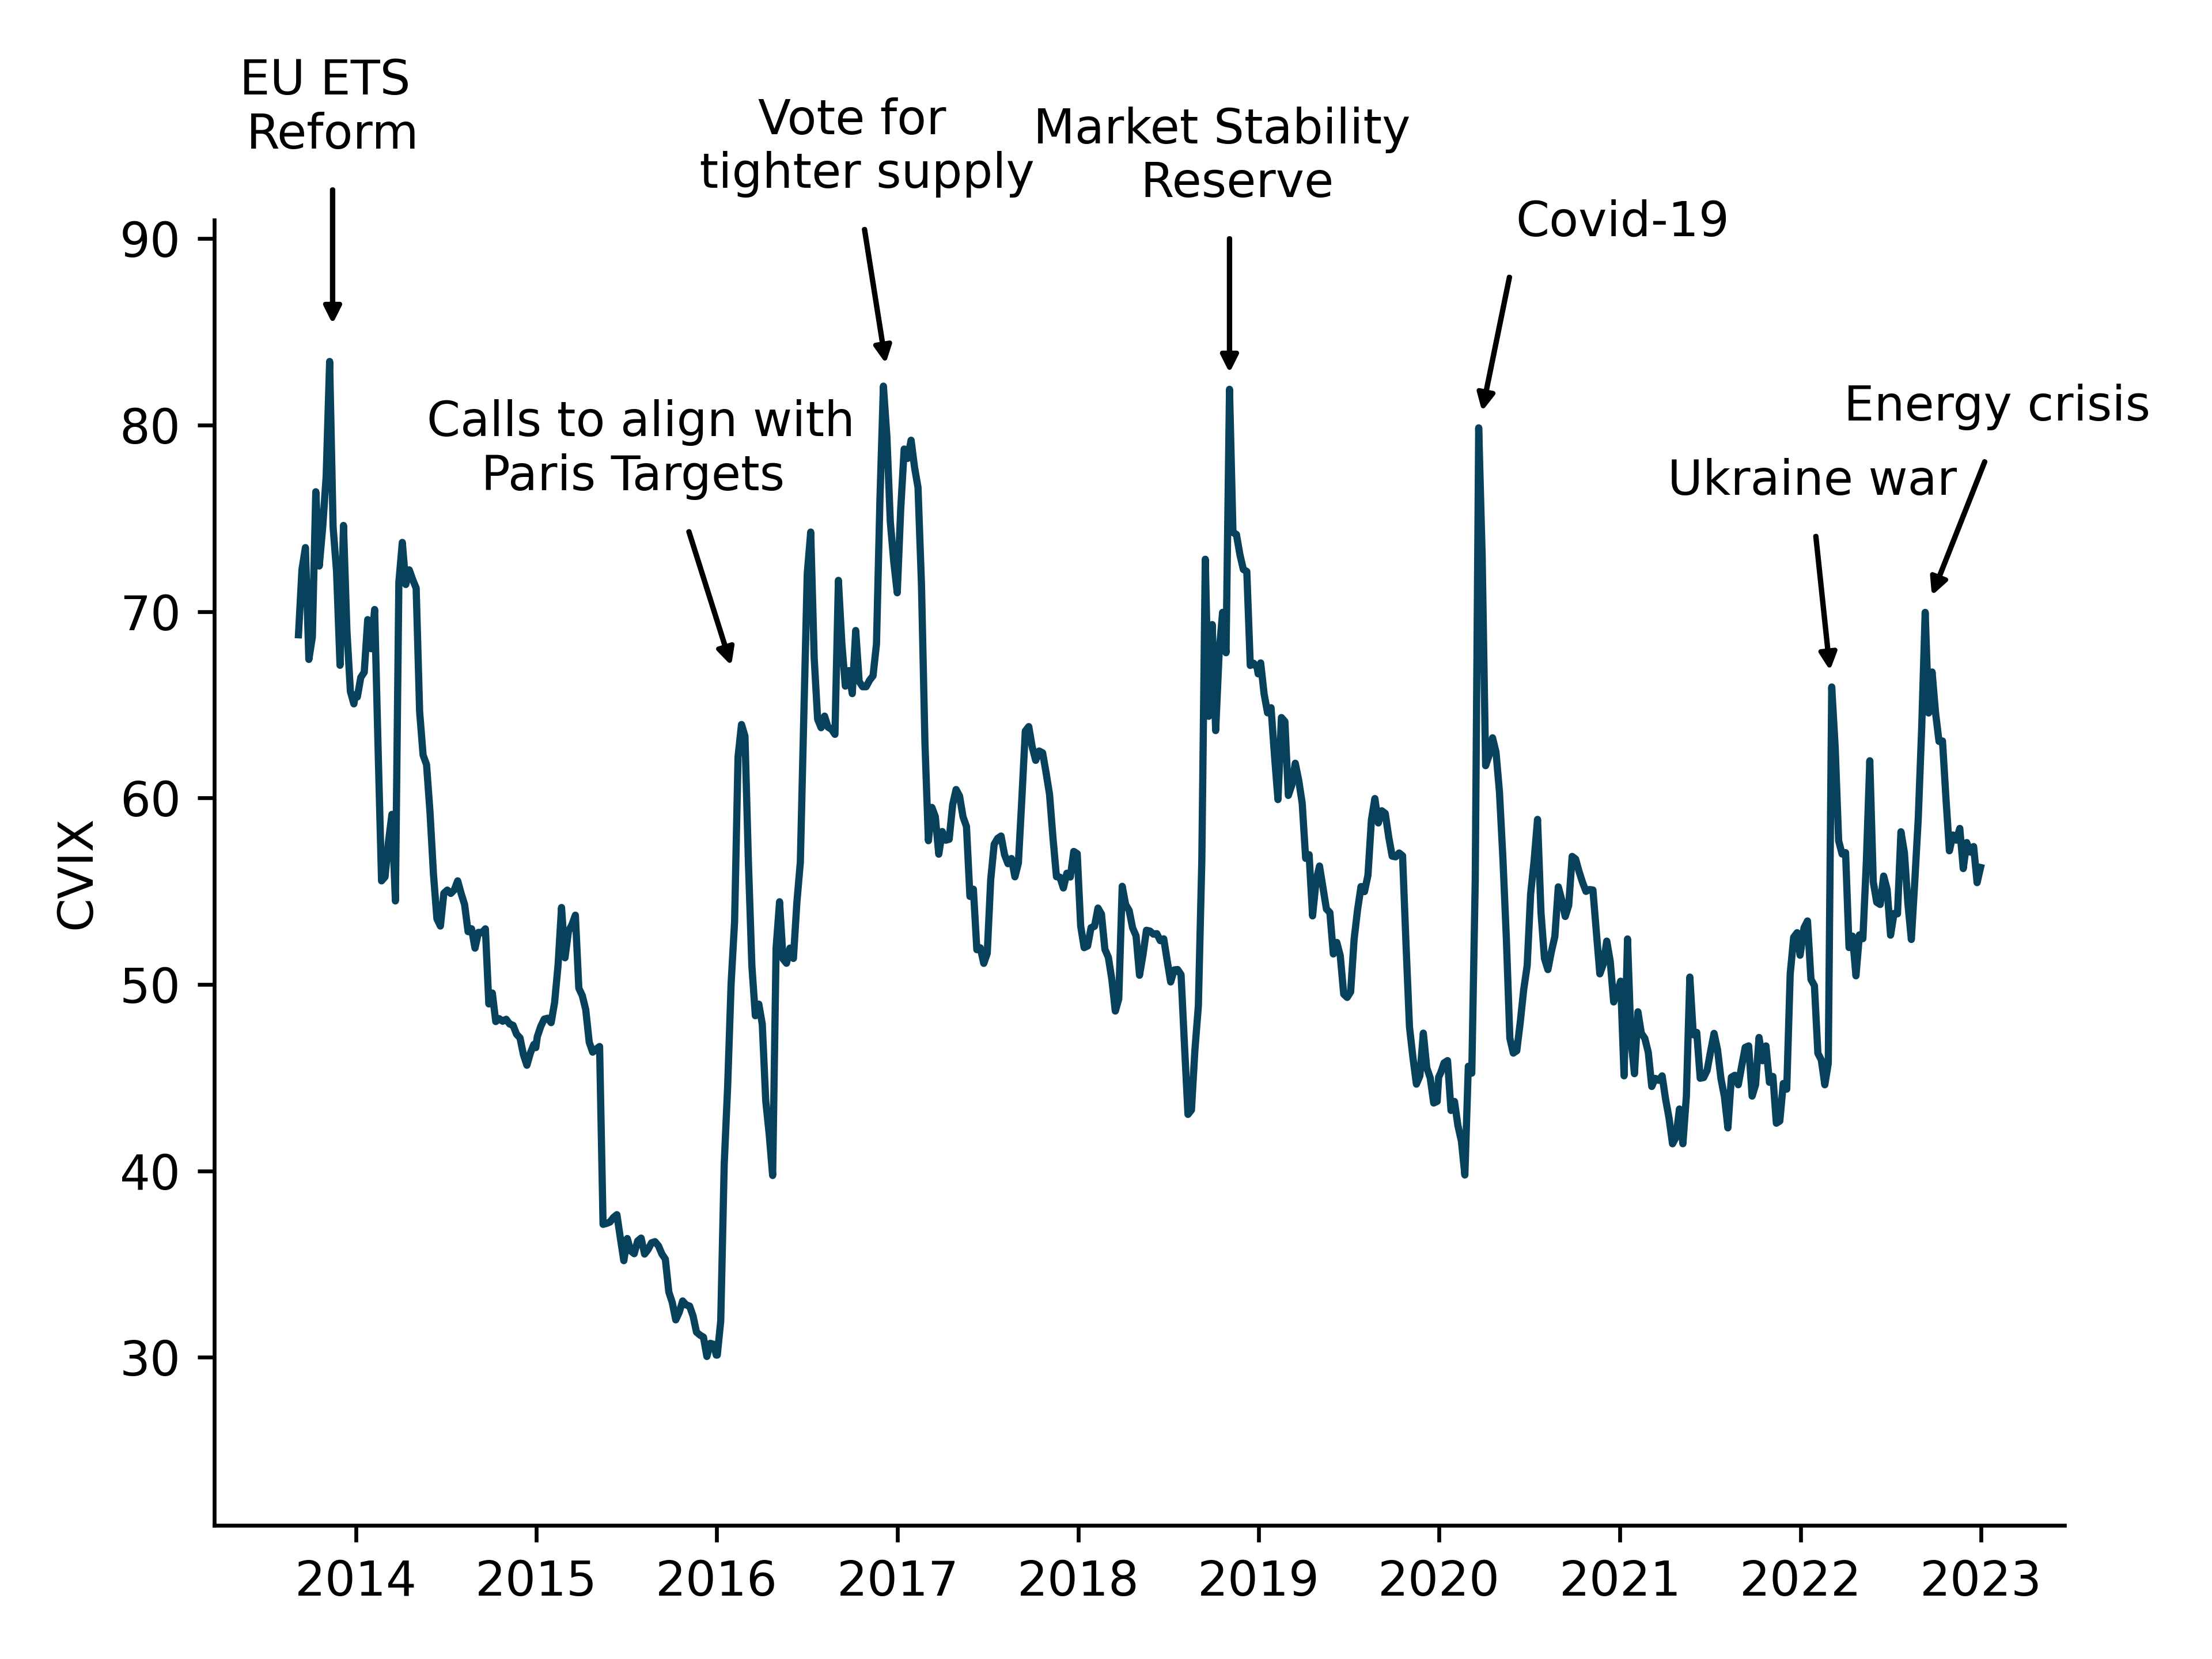 EU ETS
Reform
Vote for
tighter supply
Market Stability
Reserve
Covid-19
Calls to align with
Paris Targets
Energy crisis
Ukraine war
CVIX
90
80
70
60
50
40
30
2014
2015
2016
2017
2018
2019
2020
2021
2022
2023